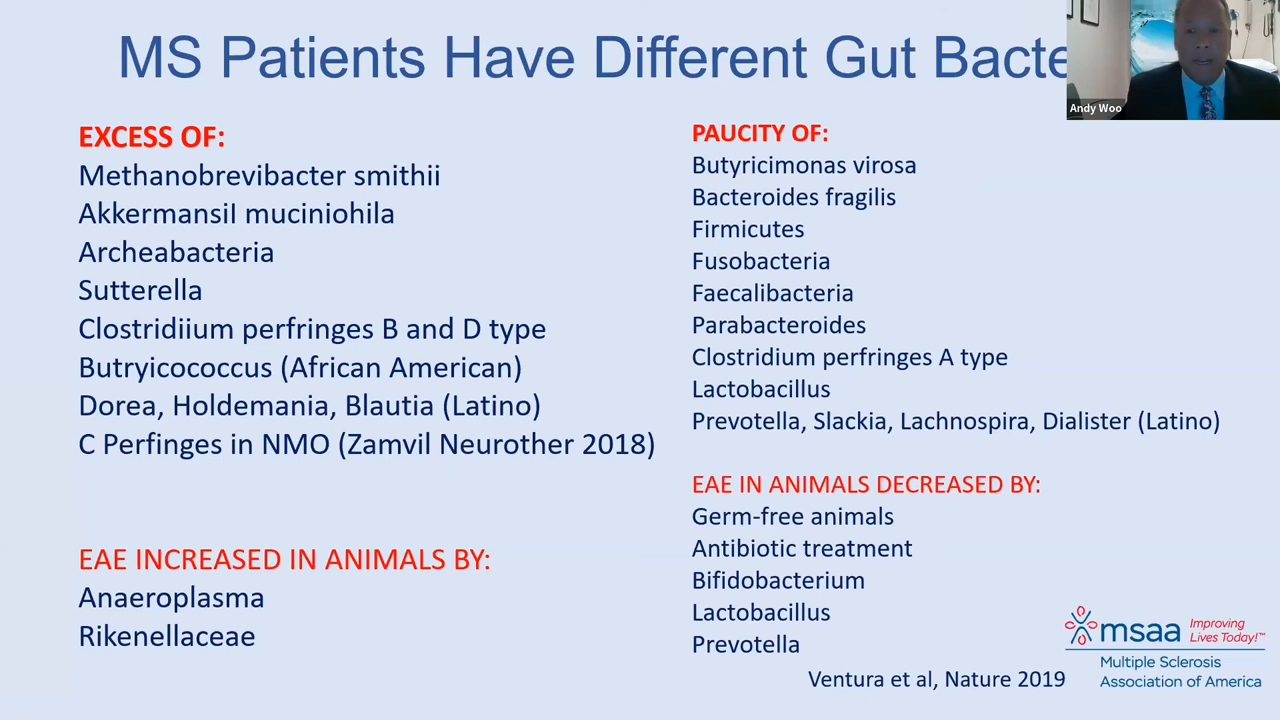 MS Patients Have Different Gut Bacte
Andy Woo
EXCESS OF:
Methanobrevibacter smithii
AkkermansiI muciniohila
Archeabacteria
Sutterella
Clostridiium perfringes B and D type
Butryicococcus (African American)
Dorea, Holdemania, Blautia (Latino)
C Perfinges in NMO (Zamvil Neurother 2018)
EAE INCREASED IN ANIMALS BY:
Anaeroplasma
Rikenellaceae
PAUCITY OF:
Butyricimonas virosa
Bacteroides fragilis
Firmicutes
Fusobacteria
Faecalibacteria
Parabacteroides
Clostridium perfringes A type
Lactobacillus
Prevotella, Slackia, Lachnospira, Dialister (Latino)
EAE IN ANIMALS DECREASED BY:
Germ-free animals
Antibiotic treatment
Bifidobacterium
Lactobacillus
Prevotella
Ventura et al, Nature 2019
msaa
Improving
Lives Today!™
Multiple Sclerosis
Association of America